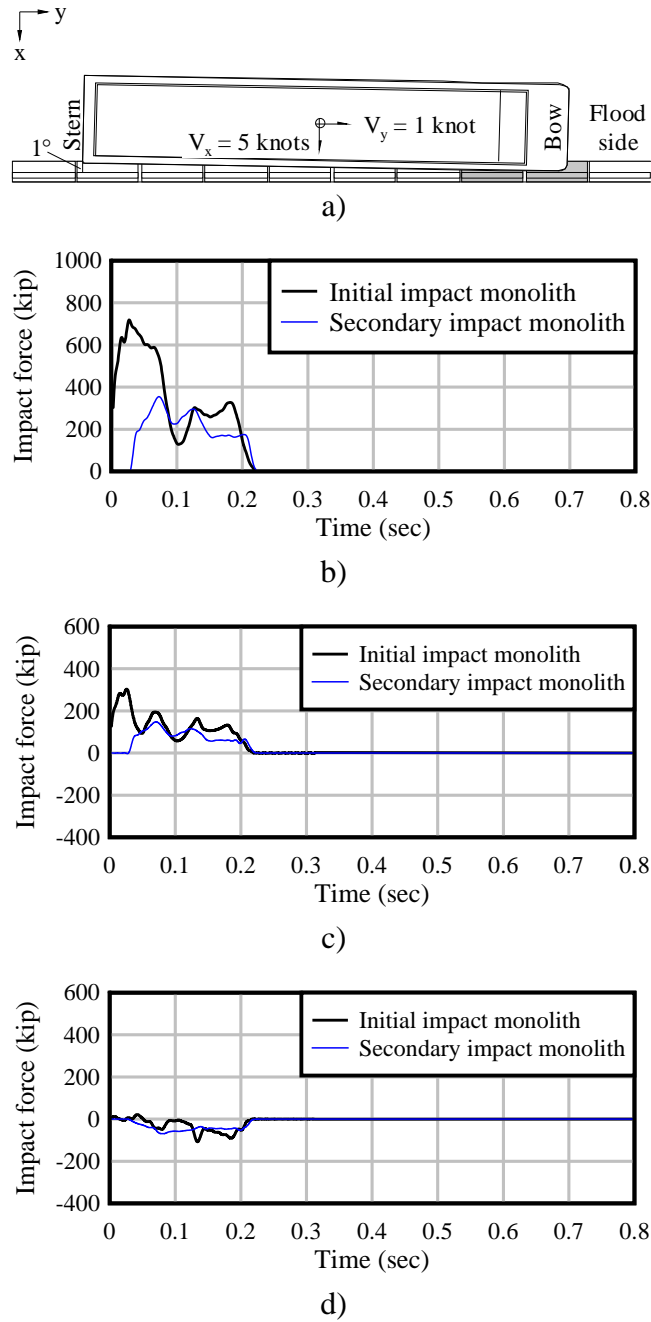 y
x
Stern
1°
V_x = 5 knots
V_y = 1 knot
Bow
Flood
side
a)
Impact force (kip)
1000
800
600
400
200
0
Initial impact monolith
Secondary impact monolith
0 0.1 0.2 0.3 0.4 0.5 0.6 0.7 0.8
Time (sec)
b)
Impact force (kip)
600
400
200
0
-200
-400
Initial impact monolith
Secondary impact monolith
0 0.1 0.2 0.3 0.4 0.5 0.6 0.7 0.8
Time (sec)
c)
Impact force (kip)
600
400
200
0
-200
-400
Initial impact monolith
Secondary impact monolith
0 0.1 0.2 0.3 0.4 0.5 0.6 0.7 0.8
Time (sec)
d)